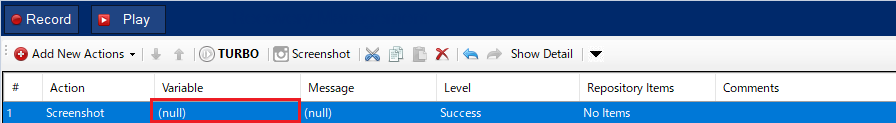 Record Play
Add New Actions TURBO Screenshot Show Detail
# Action Variable Message Level Repository Items Comments
1 Screenshot (null) (null) Success No Items